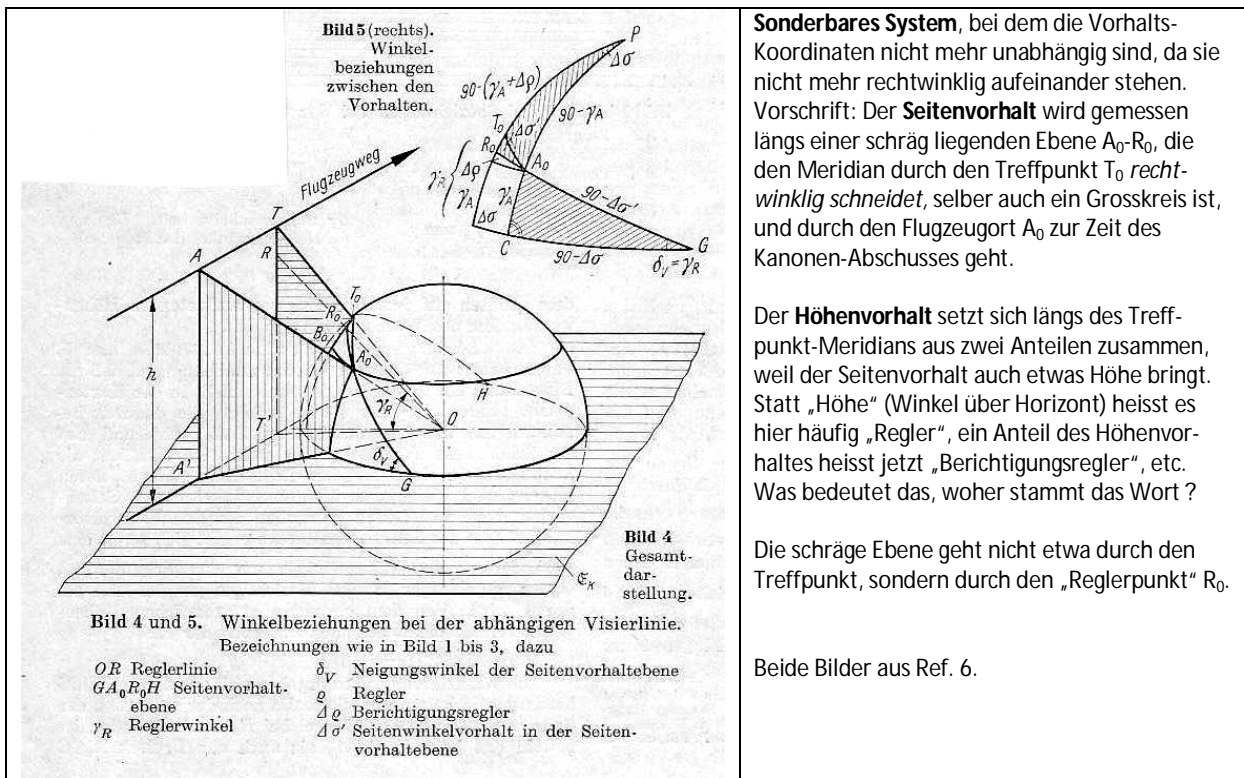 Bild 5 (rechts).
Winkel-
beziehungen
zwischen den
Vorhalten.
P
Δσ
90-(γA+Δϱ)
90-γA
T0
Δσ'
R0
A0
γR { Δϱ
γA
γA
90-Δσ'
Δσ
C
90-Δσ
G
δV=γR
Flugzeugweg
T
A
R
T0
R0
B0
A0
h
H
γR
T'
O
A'
δV
G
𝔈K
Bild 4
Gesamt-
dar-
stellung.
Bild 4 und 5. Winkelbeziehungen bei der abhängigen Visierlinie.
Bezeichnungen wie in Bild 1 bis 3, dazu
OR Reglerlinie
GA0R0H Seitenvorhalt-
ebene
γR Reglerwinkel
δV Neigungswinkel der Seitenvorhaltebene
ϱ Regler
Δϱ Berichtigungsregler
Δσ' Seitenwinkelvorhalt in der Seiten-
vorhaltebene
Sonderbares System, bei dem die Vorhalts-
Koordinaten nicht mehr unabhängig sind, da sie
nicht mehr rechtwinklig aufeinander stehen.
Vorschrift: Der Seitenvorhalt wird gemessen
längs einer schräg liegenden Ebene A0-R0, die
den Meridian durch den Treffpunkt T0 recht-
winklig schneidet, selber auch ein Grosskreis ist,
und durch den Flugzeugort A0 zur Zeit des
Kanonen-Abschusses geht.
Der Höhenvorhalt setzt sich längs des Treff-
punkt-Meridians aus zwei Anteilen zusammen,
weil der Seitenvorhalt auch etwas Höhe bringt.
Statt „Höhe" (Winkel über Horizont) heisst es
hier häufig „Regler", ein Anteil des Höhenvor-
haltes heisst jetzt „Berichtigungsregler", etc.
Was bedeutet das, woher stammt das Wort ?
Die schräge Ebene geht nicht etwa durch den
Treffpunkt, sondern durch den „Reglerpunkt" R0.
Beide Bilder aus Ref. 6.